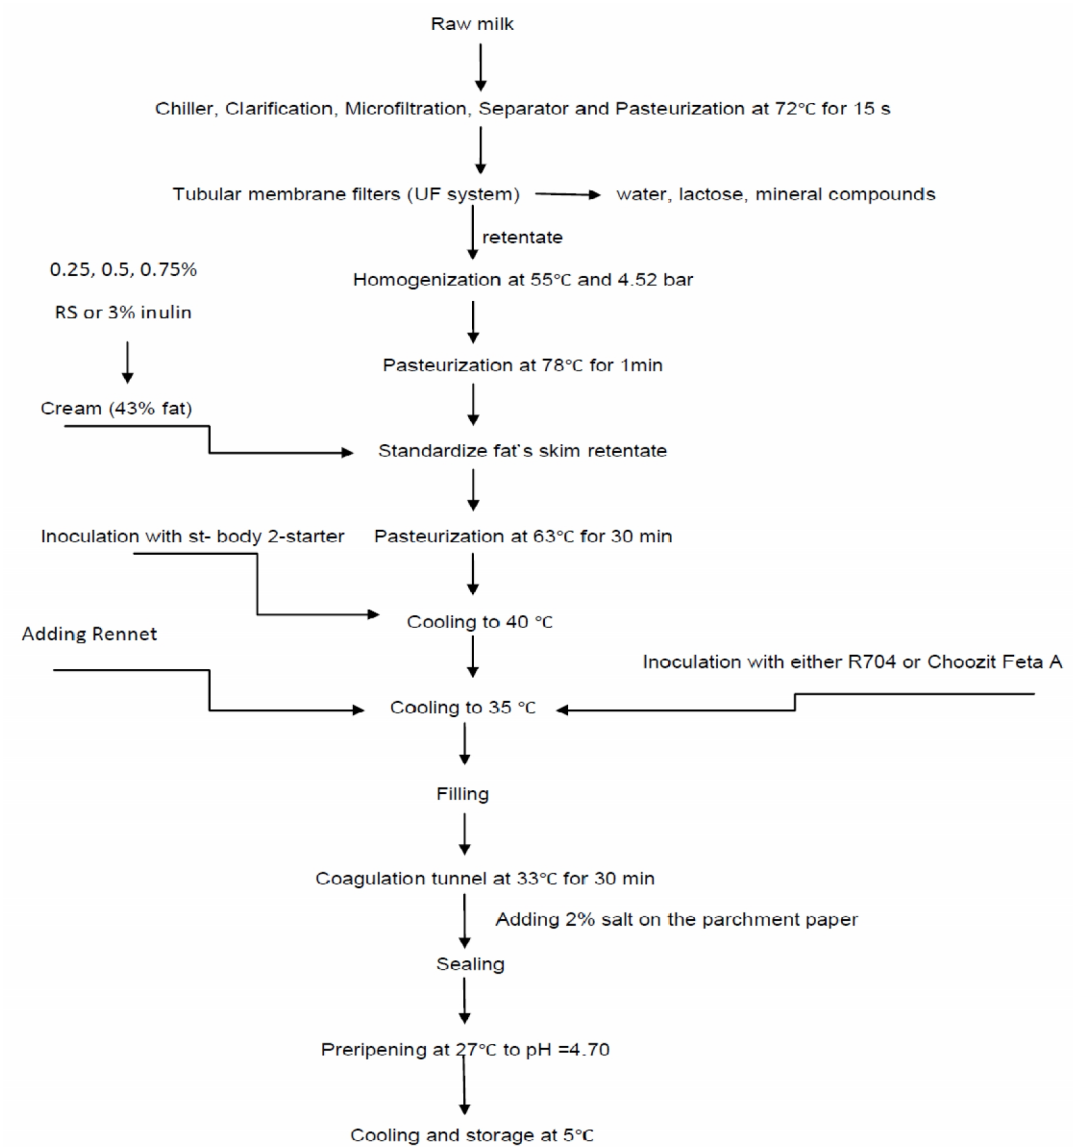 Raw milk
Chiller, Clarification, Microfiltration, Separator and Pasteurization at 72°C for 15 s
Tubular membrane filters (UF system)
water, lactose, mineral compounds
retentate
0.25, 0.5, 0.75%
RS or 3% inulin
Homogenization at 55°C and 4.52 bar
Pasteurization at 78°C for 1min
Cream (43% fat)
Standardize fat`s skim retentate
Inoculation with st- body 2-starter
Pasteurization at 63°C for 30 min
Cooling to 40 °C
Adding Rennet
Inoculation with either R704 or Choozit Feta A
Cooling to 35 °C
Filling
Coagulation tunnel at 33°C for 30 min
Adding 2% salt on the parchment paper
Sealing
Preripening at 27°C to pH =4.70
Cooling and storage at 5°C